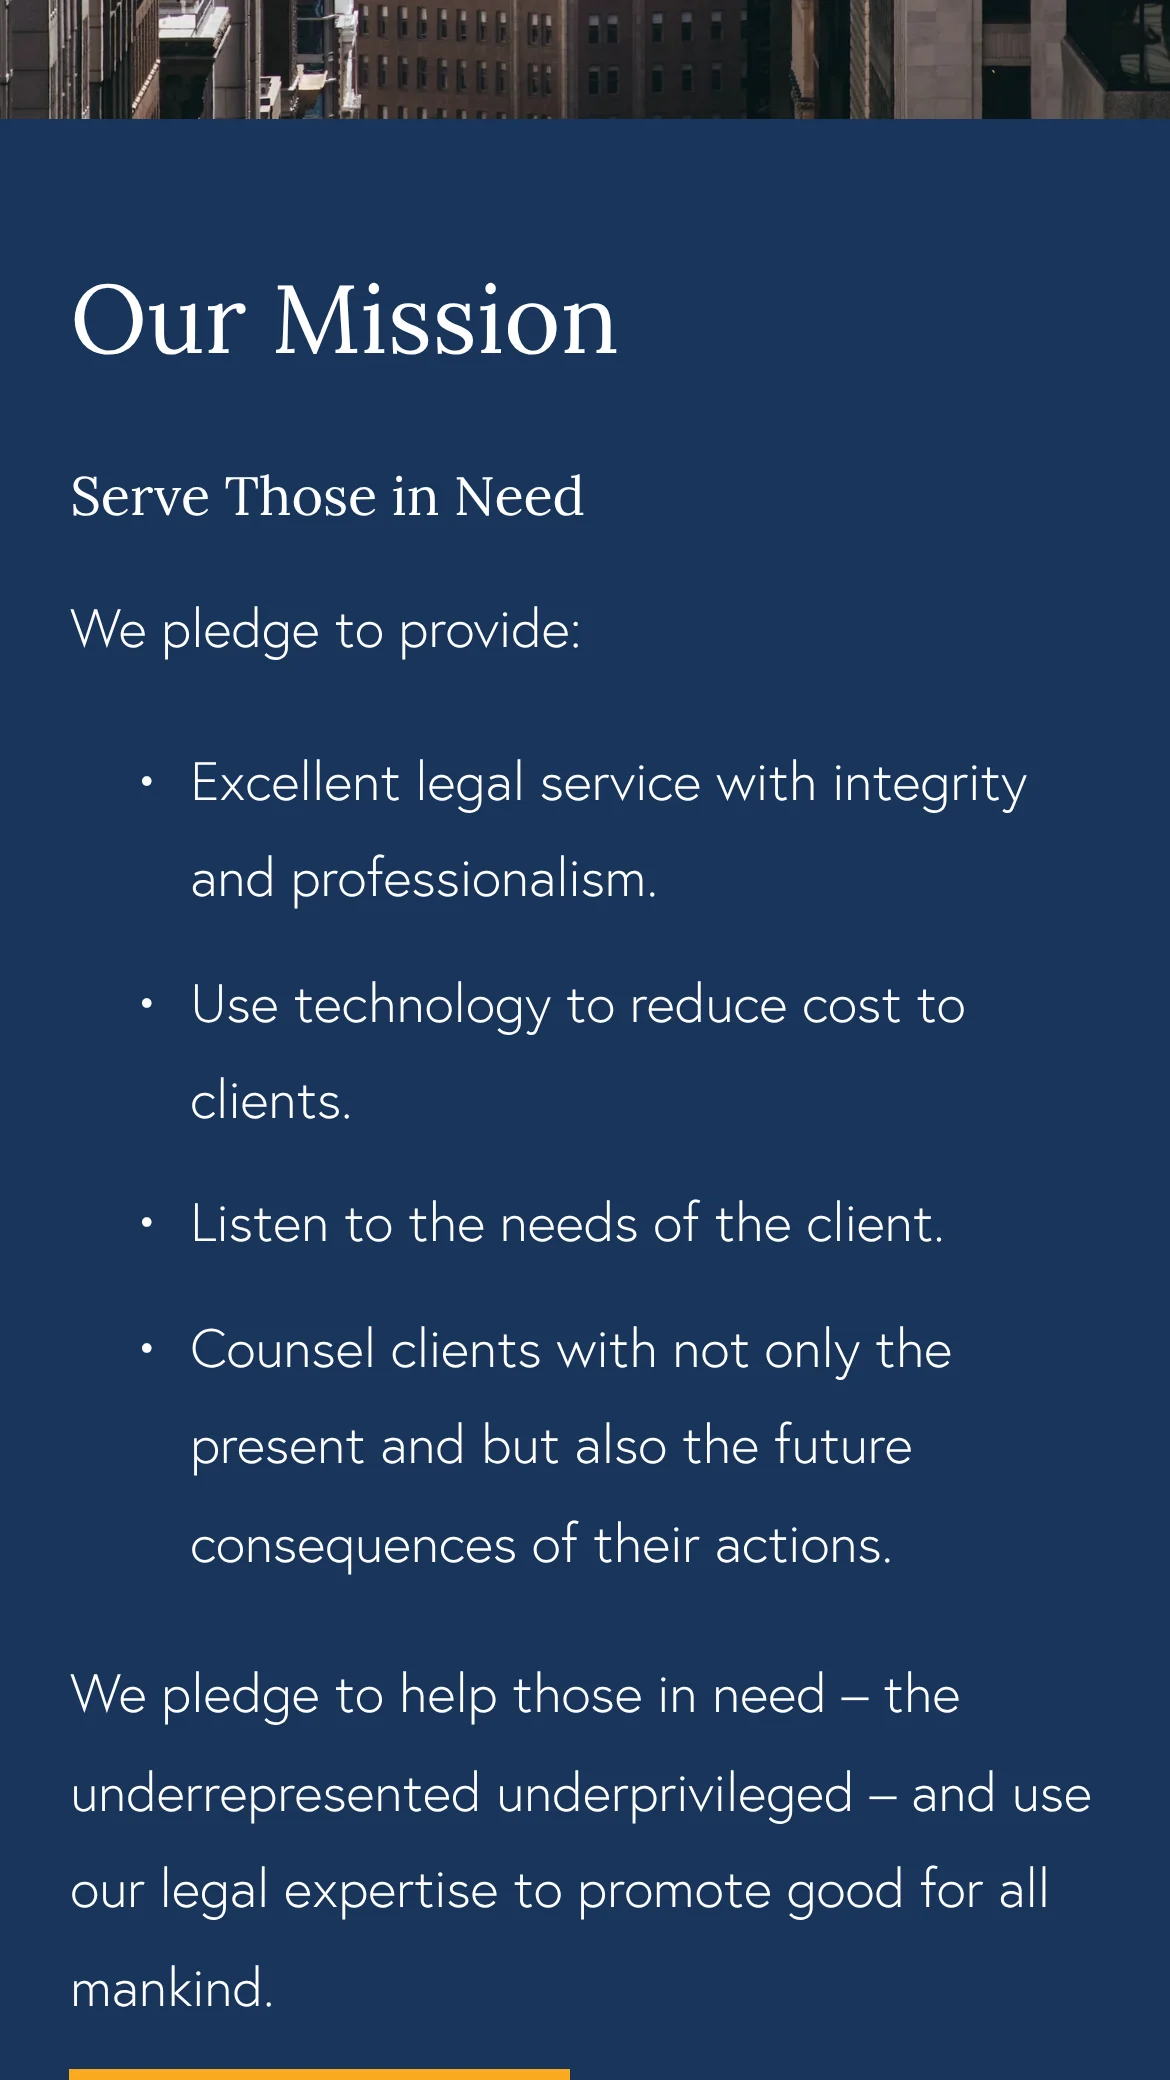 Our Mission
Serve Those in Need
We pledge to provide:
• Excellent legal service with integrity
and professionalism.
• Use technology to reduce cost to
clients.
• Listen to the needs of the client.
• Counsel clients with not only the
present and but also the future
consequences of their actions.
We pledge to help those in need – the
underrepresented underprivileged – and use
our legal expertise to promote good for all
mankind.